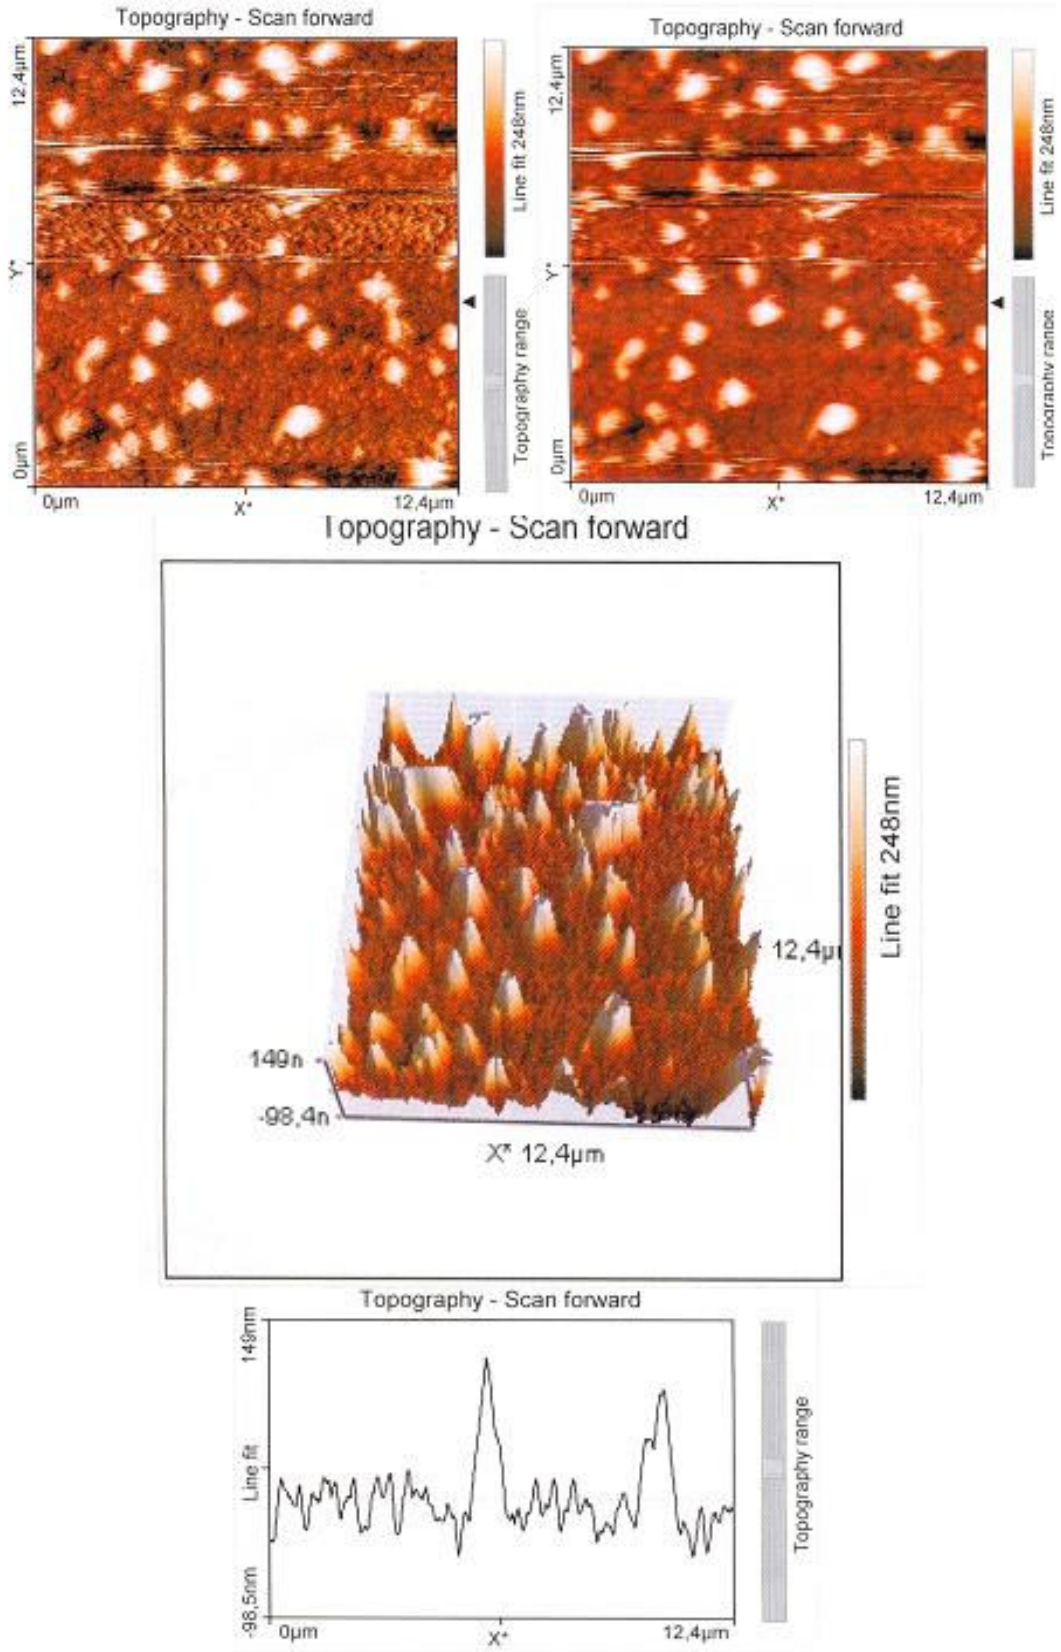 Topography - Scan forward
12,4µm
Y*
0µm
0µm
X*
12,4µm
Line fit 248nm
Topography range
Topography - Scan forward
12,4µm
Y*
0µm
0µm
X*
12,4µm
Line fit 248nm
Topography range
Topography - Scan forward
12,4µ
149n
-98,4n
X* 12,4µm
Line fit 248nm
Topography - Scan forward
149nm
Line fit
-98,5nm
0µm
X*
12,4µm
Topography range